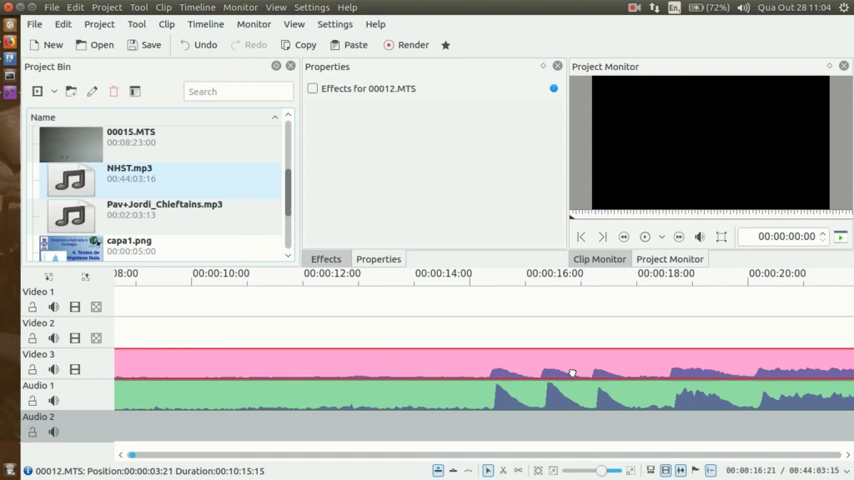 File Edit Project Tool Clip Timeline Monitor View Settings Help En (72%) Qua Out 28 11:04
File Edit Project Tool Clip Timeline Monitor View Settings Help
New Open Save Undo Redo Copy Paste Render
Project Bin Properties Project Monitor
Effects for 00012.MTS
Search
Name
00015.MTS
00:08:23:00
NHST.mp3
00:44:03:16
Pav+Jordi_Chieftains.mp3
00:02:03:13
capa1.png
00:00:05:00
00:00:00:00
Effects Properties Clip Monitor Project Monitor
08:00 00:00:10:00 00:00:12:00 00:00:14:00 00:00:16:00 00:00:18:00 00:00:20:00
Video 1
Video 2
Video 3
Audio 1
Audio 2
00012.MTS: Position:00:00:03:21 Duration:00:10:15:15 00:00:16:21 / 00:44:03:15